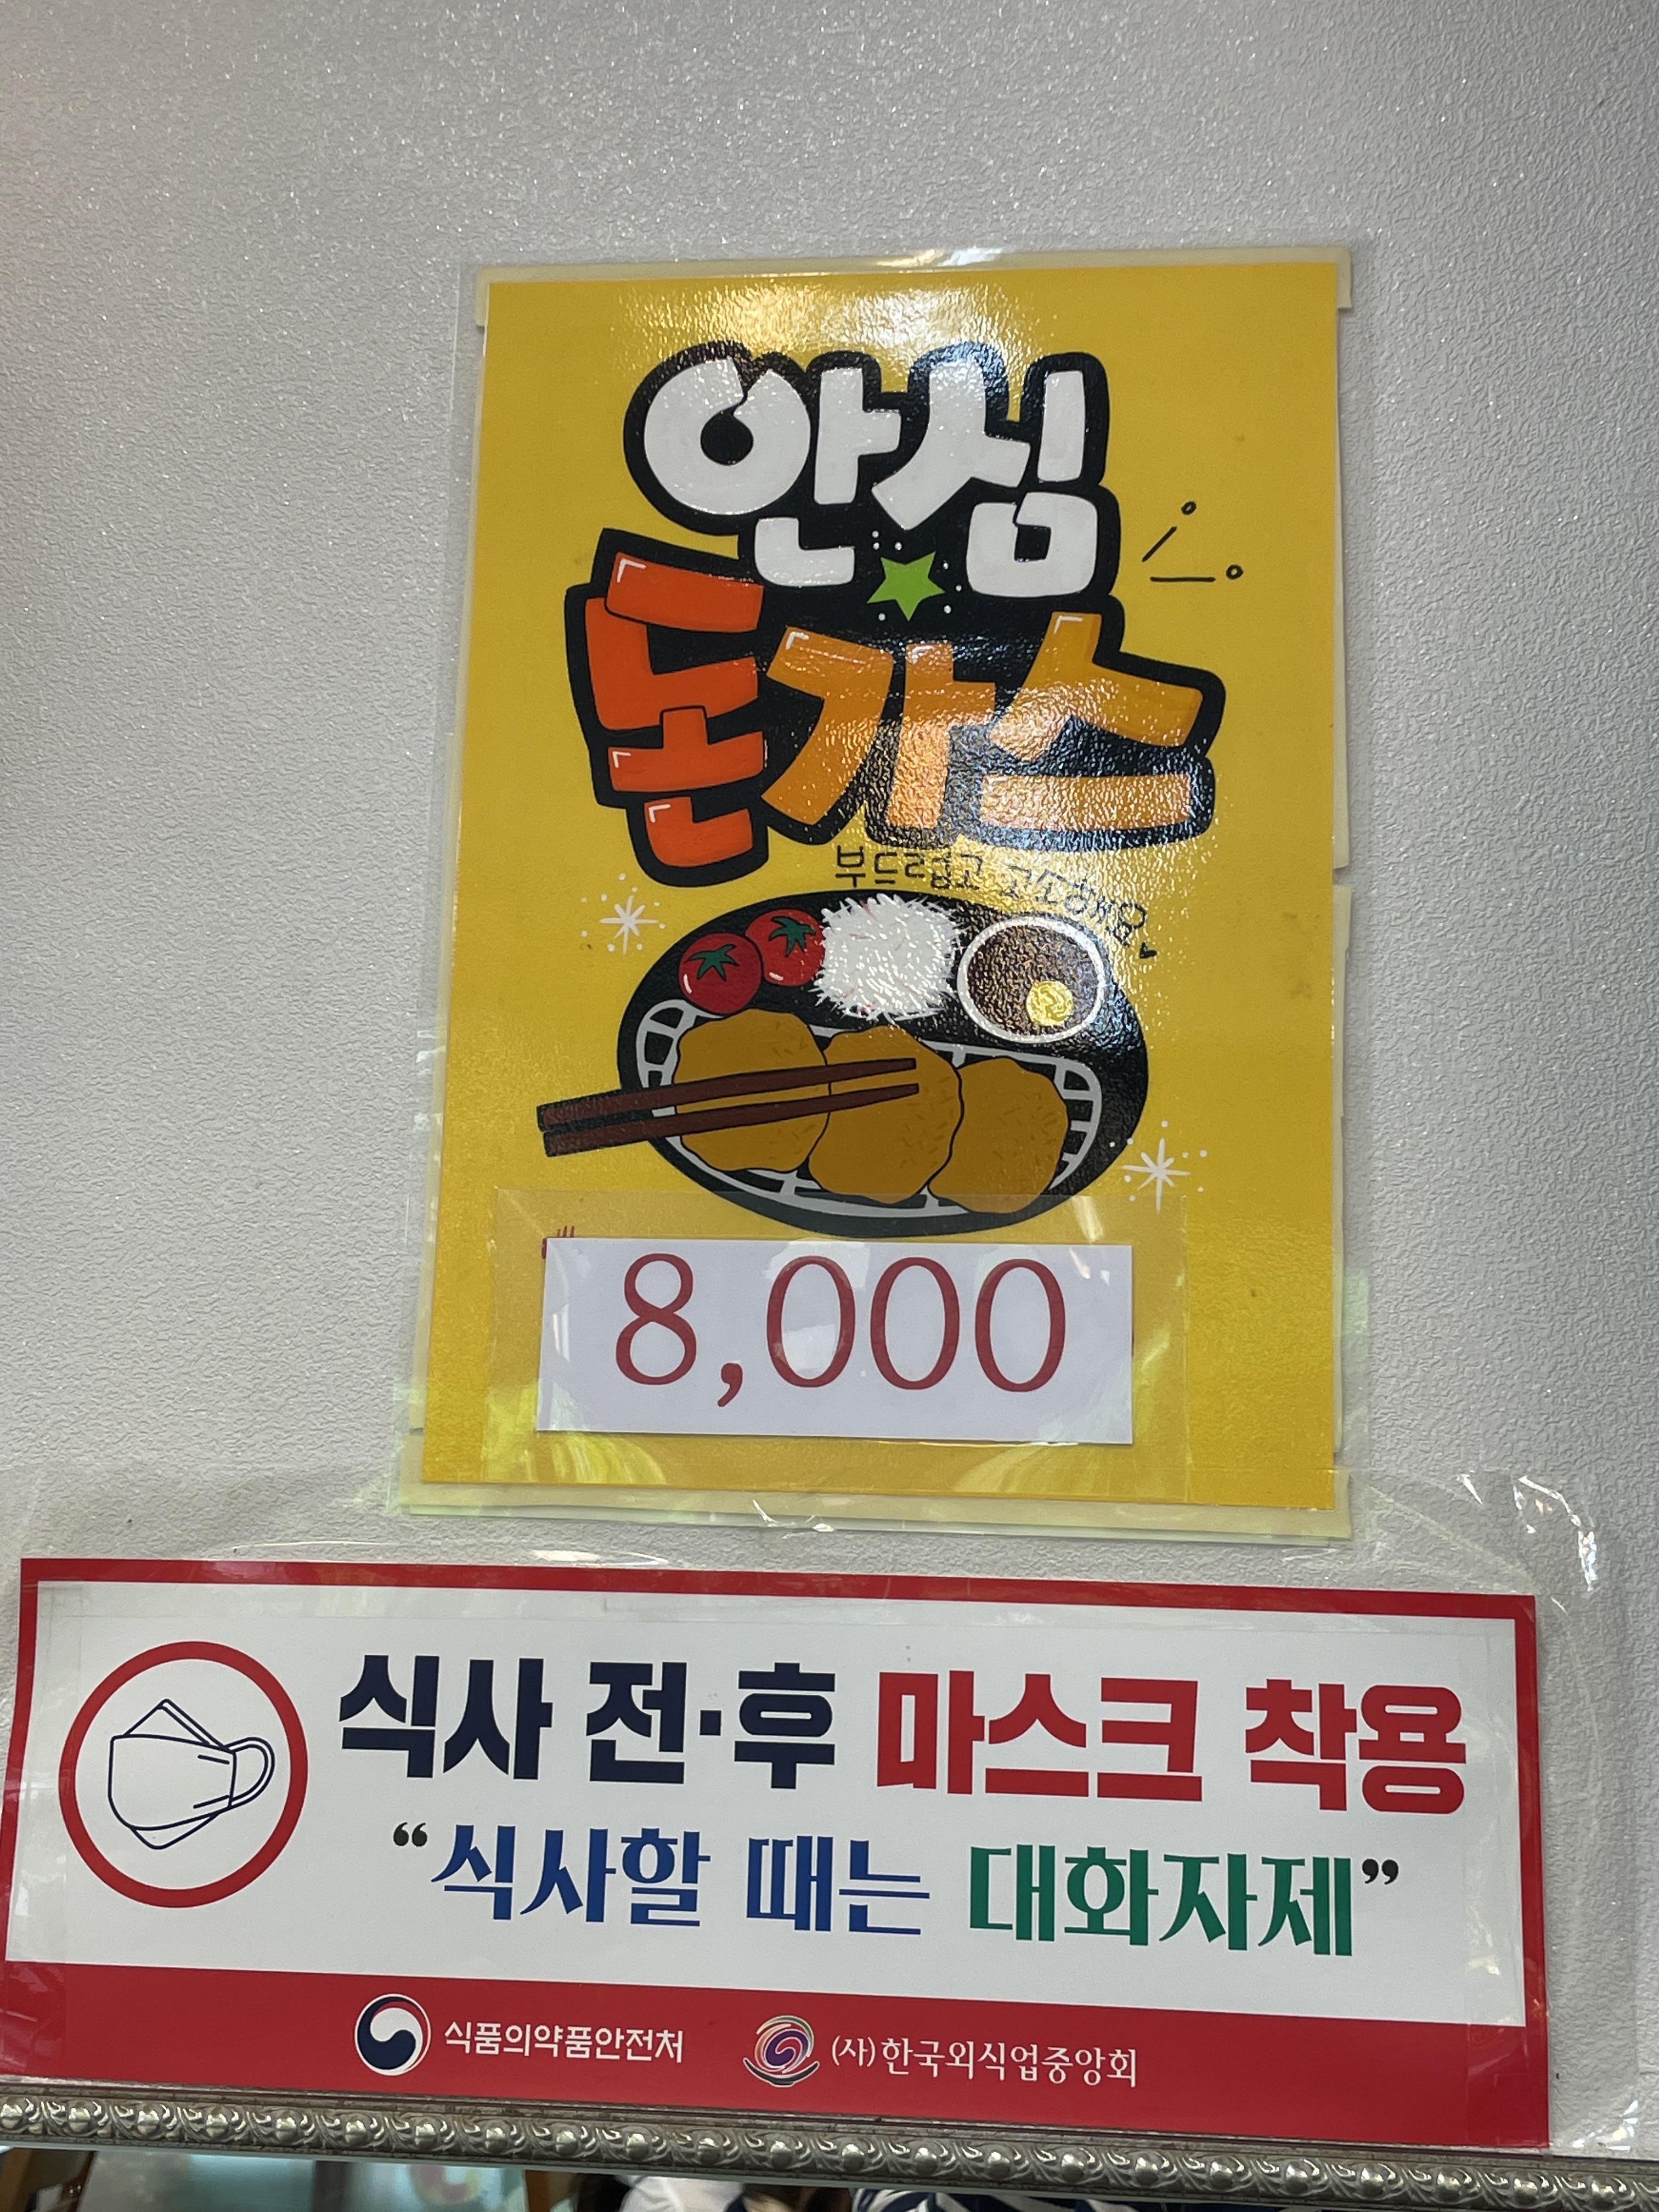 안심
돈가스
부드럽고 고소해요
8,000
식사 전·후 마스크 착용
“식사할 때는 대화자제”
식품의약품안전처 (사)한국외식업중앙회